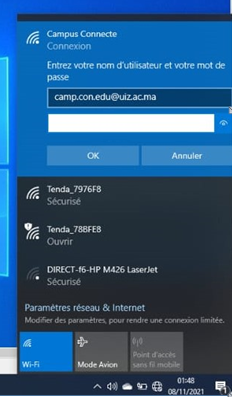 Campus Connecte
Connexion
Entrez votre nom d'utilisateur et votre mot de
passe
camp.con.edu@uiz.ac.ma
OK Annuler
Tenda_7976F8
Sécurisé
Tenda_78BFE8
Ouvrir
DIRECT-f6-HP M426 LaserJet
Sécurisé
Paramètres réseau & Internet
Modifier des paramètres, pour rendre une connexion limitée.
Wi-Fi Mode Avion Point d'accès
sans fil mobile
01:48
08/11/2021